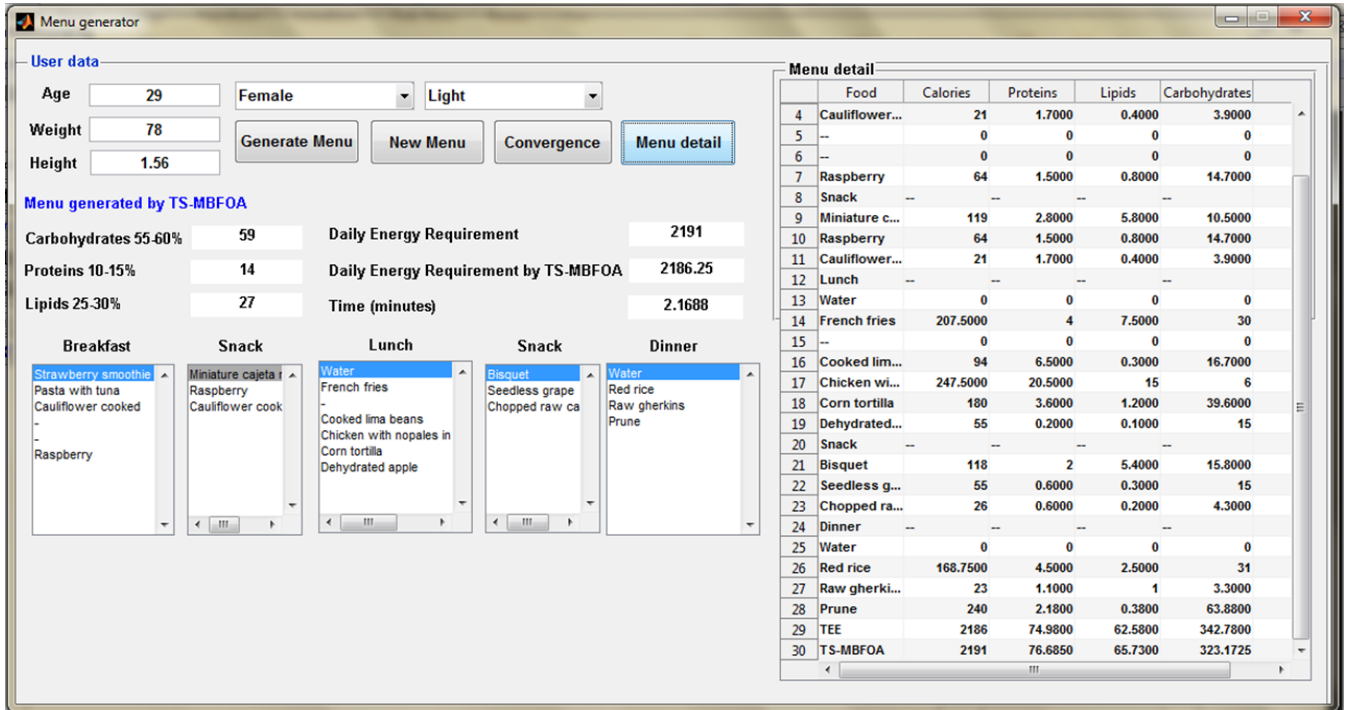 Menu generator
User data
Age 29 Female Light
Weight 78
Height 1.56
Generate Menu New Menu Convergence Menu detail
Menu generated by TS-MBFOA
Carbohydrates 55-60% 59 Daily Energy Requirement 2191
Proteins 10-15% 14 Daily Energy Requirement by TS-MBFOA 2186.25
Lipids 25-30% 27 Time (minutes) 2.1688
Breakfast
Strawberry smoothie
Pasta with tuna
Cauliflower cooked
-
-
Raspberry
Snack
Miniature cajeta r
Raspberry
Cauliflower cook
Lunch
Water
French fries
-
Cooked lima beans
Chicken with nopales in
Corn tortilla
Dehydrated apple
Snack
Bisquet
Seedless grape
Chopped raw ca
Dinner
Water
Red rice
Raw gherkins
Prune
Menu detail
Food Calories Proteins Lipids Carbohydrates
4 Cauliflower... 21 1.7000 0.4000 3.9000
5 -- 0 0 0 0
6 -- 0 0 0 0
7 Raspberry 64 1.5000 0.8000 14.7000
8 Snack -- -- -- --
9 Miniature c... 119 2.8000 5.8000 10.5000
10 Raspberry 64 1.5000 0.8000 14.7000
11 Cauliflower... 21 1.7000 0.4000 3.9000
12 Lunch -- -- -- --
13 Water 0 0 0 0
14 French fries 207.5000 4 7.5000 30
15 -- 0 0 0 0
16 Cooked lim... 94 6.5000 0.3000 16.7000
17 Chicken wi... 247.5000 20.5000 15 6
18 Corn tortilla 180 3.6000 1.2000 39.6000
19 Dehydrated... 55 0.2000 0.1000 15
20 Snack -- -- -- --
21 Bisquet 118 2 5.4000 15.8000
22 Seedless g... 55 0.6000 0.3000 15
23 Chopped ra... 26 0.6000 0.2000 4.3000
24 Dinner -- -- -- --
25 Water 0 0 0 0
26 Red rice 168.7500 4.5000 2.5000 31
27 Raw gherki... 23 1.1000 1 3.3000
28 Prune 240 2.1800 0.3800 63.8800
29 TEE 2186 74.9800 62.5800 342.7800
30 TS-MBFOA 2191 76.6850 65.7300 323.1725